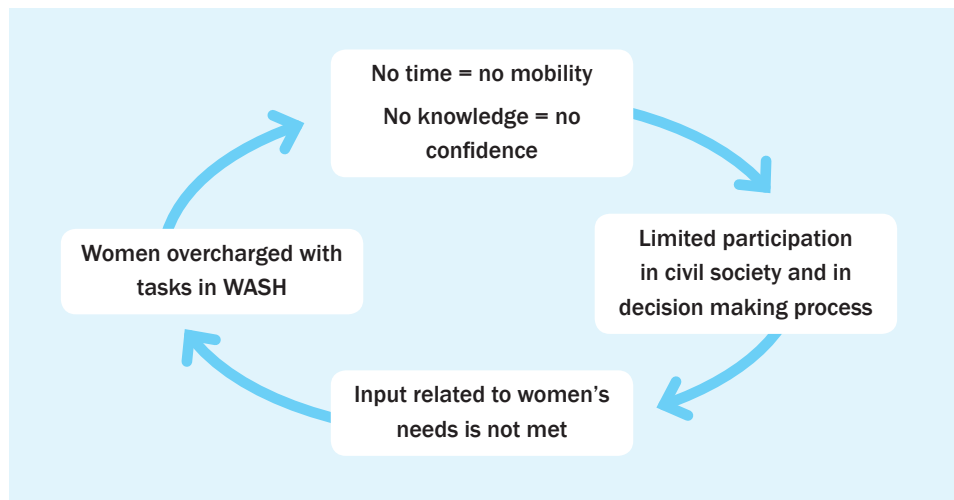 No time = no mobility
No knowledge = no
confidence
Limited participation
in civil society and in
decision making process
Input related to women’s
needs is not met
Women overcharged with
tasks in WASH